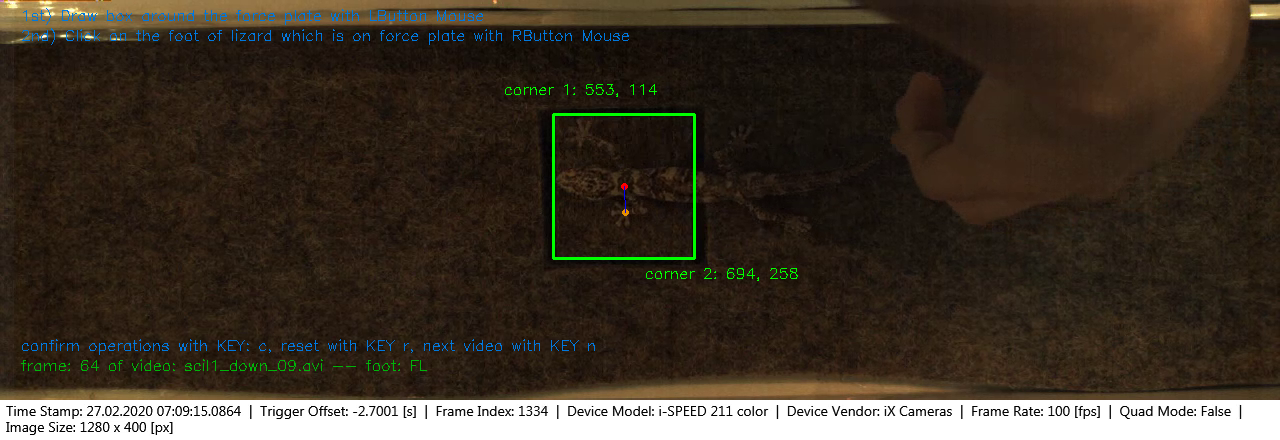 1st) Draw box around the force plate with LButton Mouse
2nd) Click on the foot of lizard which is on force plate with RButton Mouse
corner 1: 553, 114
corner 2: 694, 258
confirm operations with KEY: c, reset with KEY r, next video with KEY n
frame: 64 of video: scil1_down_09.avi -- foot: FL
Time Stamp: 27.02.2020 07:09:15.0864 | Trigger Offset: -2.7001 [s] | Frame Index: 1334 | Device Model: i-SPEED 211 color | Device Vendor: iX Cameras | Frame Rate: 100 [fps] | Quad Mode: False |
Image Size: 1280 x 400 [px]